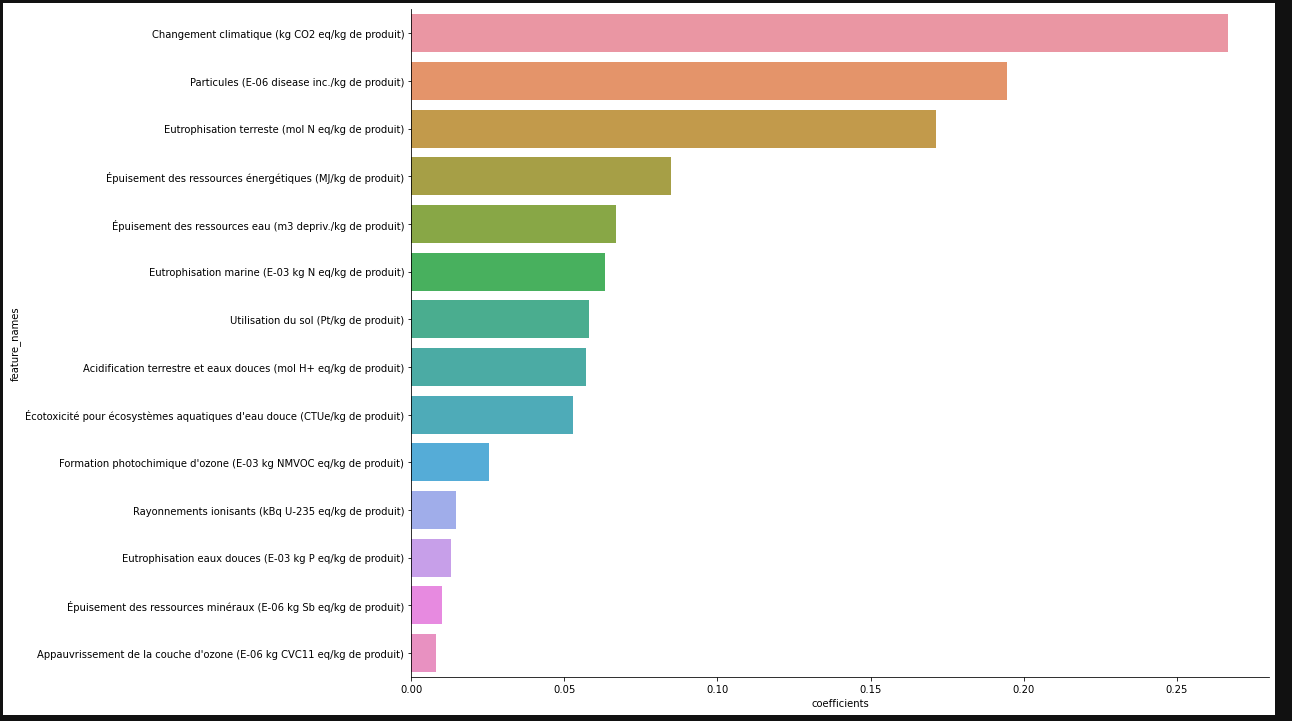 Changement climatique (kg CO2 eq/kg de produit)
Particules (E-06 disease inc./kg de produit)
Eutrophisation terreste (mol N eq/kg de produit)
Épuisement des ressources énergétiques (MJ/kg de produit)
Épuisement des ressources eau (m3 depriv./kg de produit)
Eutrophisation marine (E-03 kg N eq/kg de produit)
Utilisation du sol (Pt/kg de produit)
Acidification terrestre et eaux douces (mol H+ eq/kg de produit)
Écotoxicité pour écosystèmes aquatiques d'eau douce (CTUe/kg de produit)
Formation photochimique d'ozone (E-03 kg NMVOC eq/kg de produit)
Rayonnements ionisants (kBq U-235 eq/kg de produit)
Eutrophisation eaux douces (E-03 kg P eq/kg de produit)
Épuisement des ressources minéraux (E-06 kg Sb eq/kg de produit)
Appauvrissement de la couche d'ozone (E-06 kg CVC11 eq/kg de produit)
feature_names
0.00 0.05 0.10 0.15 0.20 0.25
coefficients